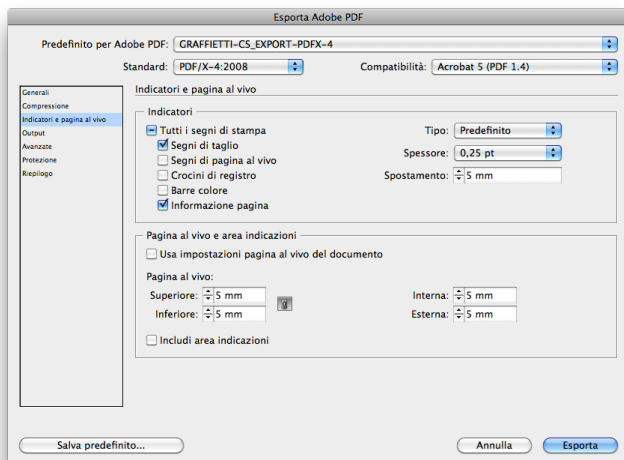 Esporta Adobe PDF
Predefinito per Adobe PDF: GRAFFIETTI-CS_EXPORT-PDFX-4
Standard: PDF/X-4:2008 Compatibilità: Acrobat 5 (PDF 1.4)
Generali
Compressione
Indicatori e pagina al vivo
Output
Avanzate
Protezione
Riepilogo
Indicatori e pagina al vivo
Indicatori
Tutti i segni di stampa Tipo: Predefinito
Segni di taglio Spessore: 0,25 pt
Segni di pagina al vivo Spostamento: 5 mm
Crocini di registro
Barre colore
Informazione pagina
Pagina al vivo e area indicazioni
Usa impostazioni pagina al vivo del documento
Pagina al vivo:
Superiore: 5 mm Interna: 5 mm
Inferiore: 5 mm Esterna: 5 mm
Includi area indicazioni
Salva predefinito... Annulla Esporta